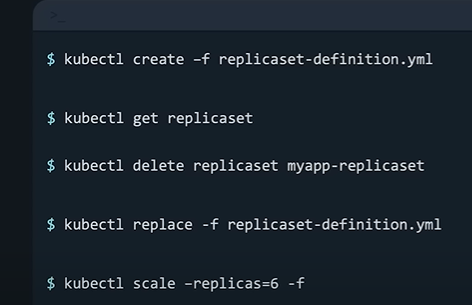 >_
$ kubectl create –f replicaset-definition.yml
$ kubectl get replicaset
$ kubectl delete replicaset myapp-replicaset
$ kubectl replace -f replicaset-definition.yml
$ kubectl scale –replicas=6 -f